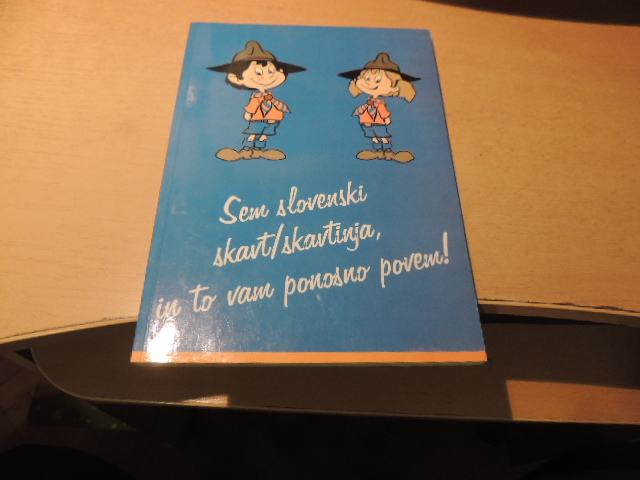 Sem slovenski
skavt/skavtinja,
in to vam ponosno povem!